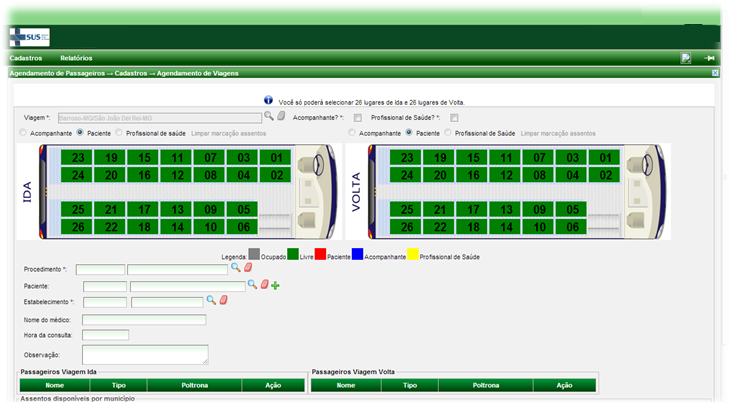 SUS
Cadastros Relatórios
Agendamento de Passageiros → Cadastros → Agendamento de Viagens
Você só poderá selecionar 26 lugares de Ida e 26 lugares de Volta.
Viagem *: Barroso-MG/São João Del Rei-MG Acompanhante? *: Profissional de Saúde? *:
Acompanhante Paciente Profissional de saúde Limpar marcação assentos Acompanhante Paciente Profissional de Saúde Limpar marcação assentos
IDA
23 19 15 11 07 03 01
24 20 16 12 08 04 02
25 21 17 13 09 05
26 22 18 14 10 06
VOLTA
23 19 15 11 07 03 01
24 20 16 12 08 04 02
25 21 17 13 09 05
26 22 18 14 10 06
Legenda: Ocupado Livre Paciente Acompanhante Profissional de Saúde
Procedimento *:
Paciente:
Estabelecimento *:
Nome do médico:
Hora da consulta:
Observação:
Passageiros Viagem Ida
Nome Tipo Poltrona Ação
Passageiros Viagem Volta
Nome Tipo Poltrona Ação
Assentos disponíveis por município